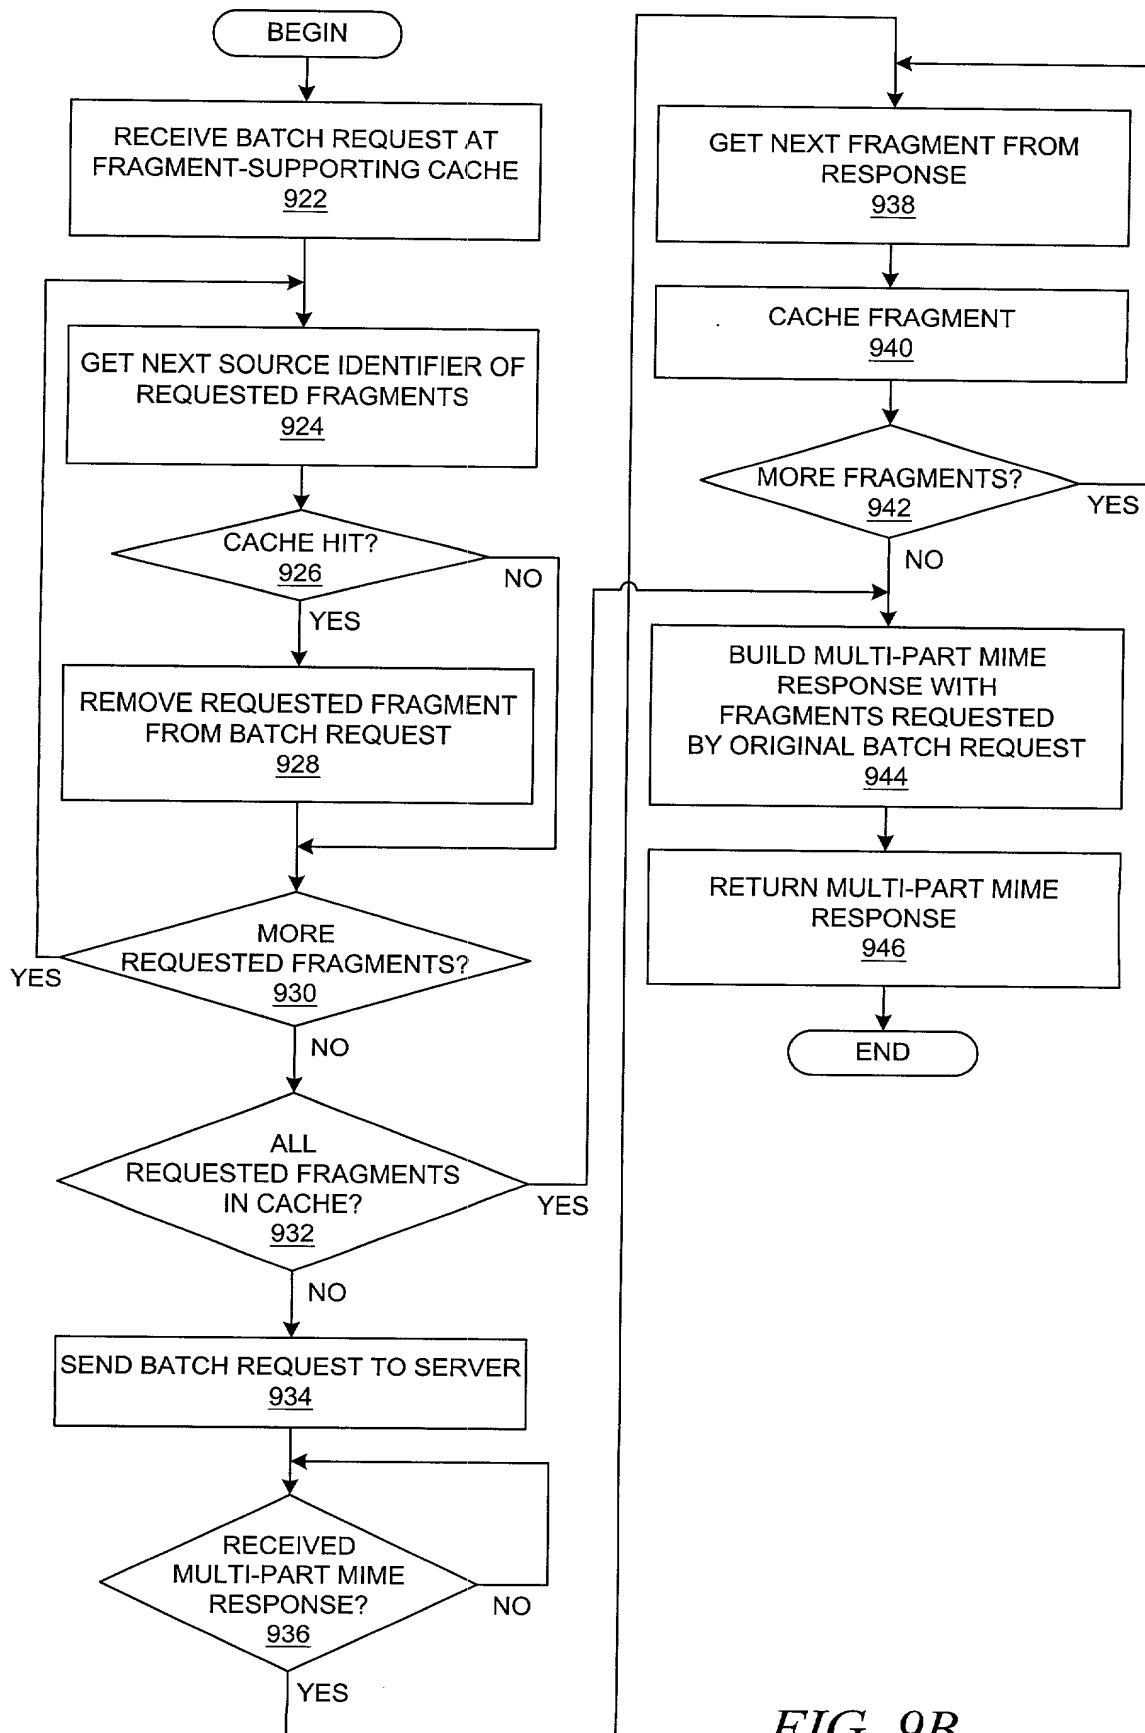 BEGIN
RECEIVE BATCH REQUEST AT
FRAGMENT-SUPPORTING CACHE
922
GET NEXT SOURCE IDENTIFIER OF
REQUESTED FRAGMENTS
924
CACHE HIT?
926
NO
YES
REMOVE REQUESTED FRAGMENT
FROM BATCH REQUEST
928
MORE
REQUESTED FRAGMENTS?
930
YES
NO
ALL
REQUESTED FRAGMENTS
IN CACHE?
932
YES
NO
SEND BATCH REQUEST TO SERVER
934
RECEIVED
MULTI-PART MIME
RESPONSE?
936
NO
YES
GET NEXT FRAGMENT FROM
RESPONSE
938
CACHE FRAGMENT
940
MORE FRAGMENTS?
942
YES
NO
BUILD MULTI-PART MIME
RESPONSE WITH
FRAGMENTS REQUESTED
BY ORIGINAL BATCH REQUEST
944
RETURN MULTI-PART MIME
RESPONSE
946
END
FIG. 9B